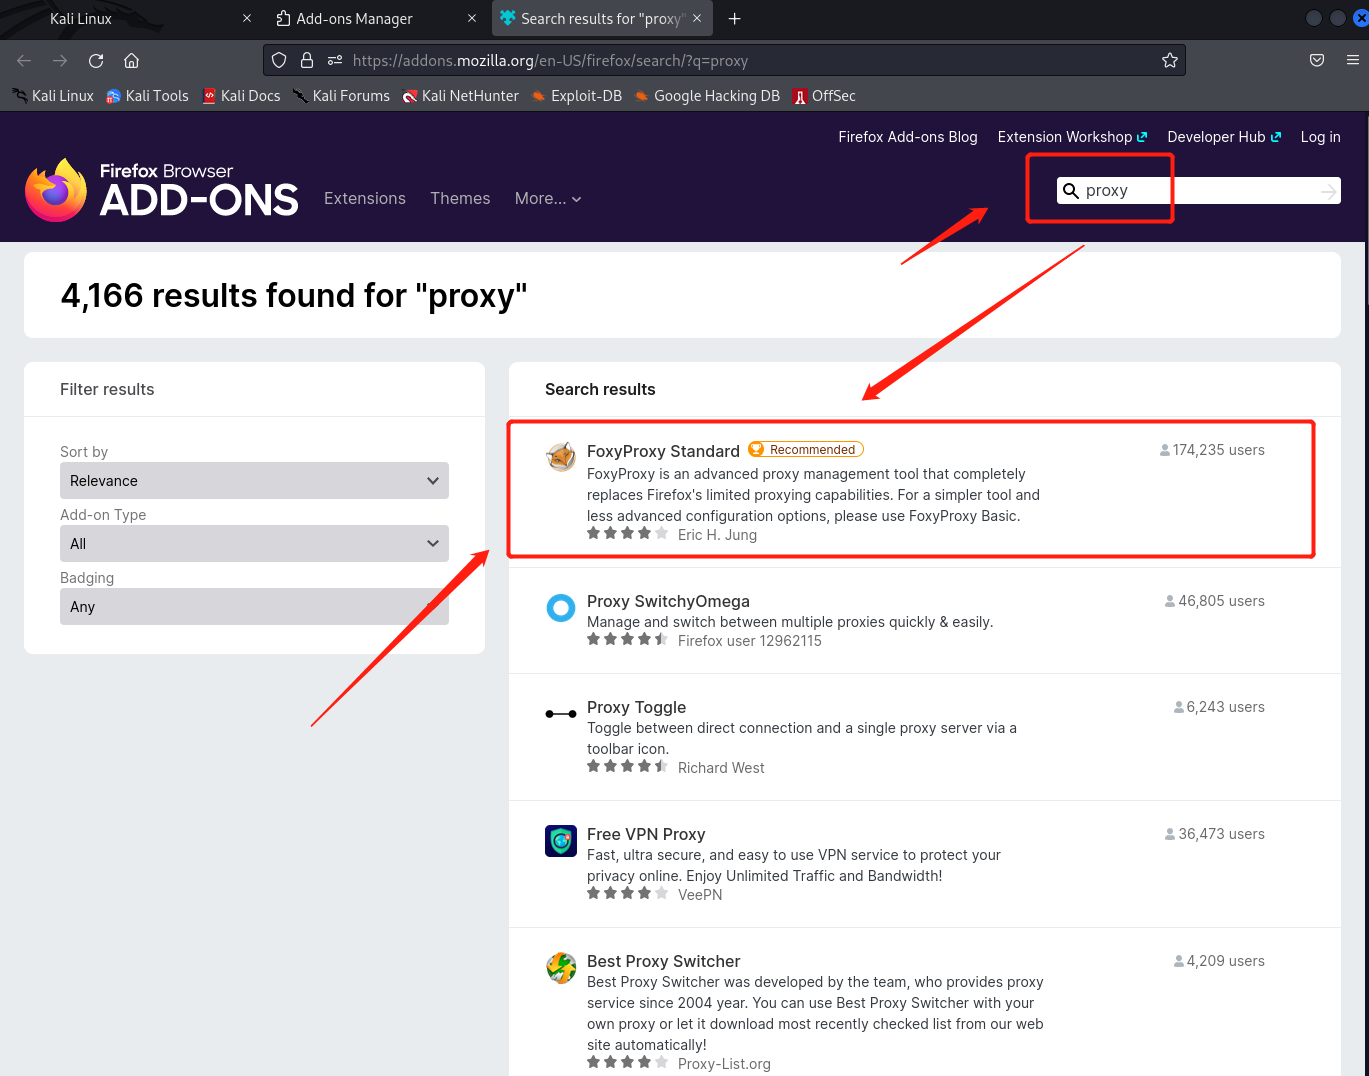 Kali Linux
Add-ons Manager
Search results for "proxy"
https://addons.mozilla.org/en-US/firefox/search/?q=proxy
Kali Linux Kali Tools Kali Docs Kali Forums Kali NetHunter Exploit-DB Google Hacking DB OffSec
Firefox Add-ons Blog Extension Workshop Developer Hub Log in
Firefox Browser
ADD-ONS
Extensions Themes More...
proxy
4,166 results found for "proxy"
Filter results
Sort by
Relevance
Add-on Type
All
Badging
Any
Search results
FoxyProxy Standard Recommended 174,235 users
FoxyProxy is an advanced proxy management tool that completely
replaces Firefox's limited proxying capabilities. For a simpler tool and
less advanced configuration options, please use FoxyProxy Basic.
Eric H. Jung
Proxy SwitchyOmega 46,805 users
Manage and switch between multiple proxies quickly & easily.
Firefox user 12962115
Proxy Toggle 6,243 users
Toggle between direct connection and a single proxy server via a
toolbar icon.
Richard West
Free VPN Proxy 36,473 users
Fast, ultra secure, and easy to use VPN service to protect your
privacy online. Enjoy Unlimited Traffic and Bandwidth!
VeePN
Best Proxy Switcher 4,209 users
Best Proxy Switcher was developed by the team, who provides proxy
service since 2004 year. You can use Best Proxy Switcher with your
own proxy or let it download most recently checked list from our web
site automatically!
Proxy-List.org